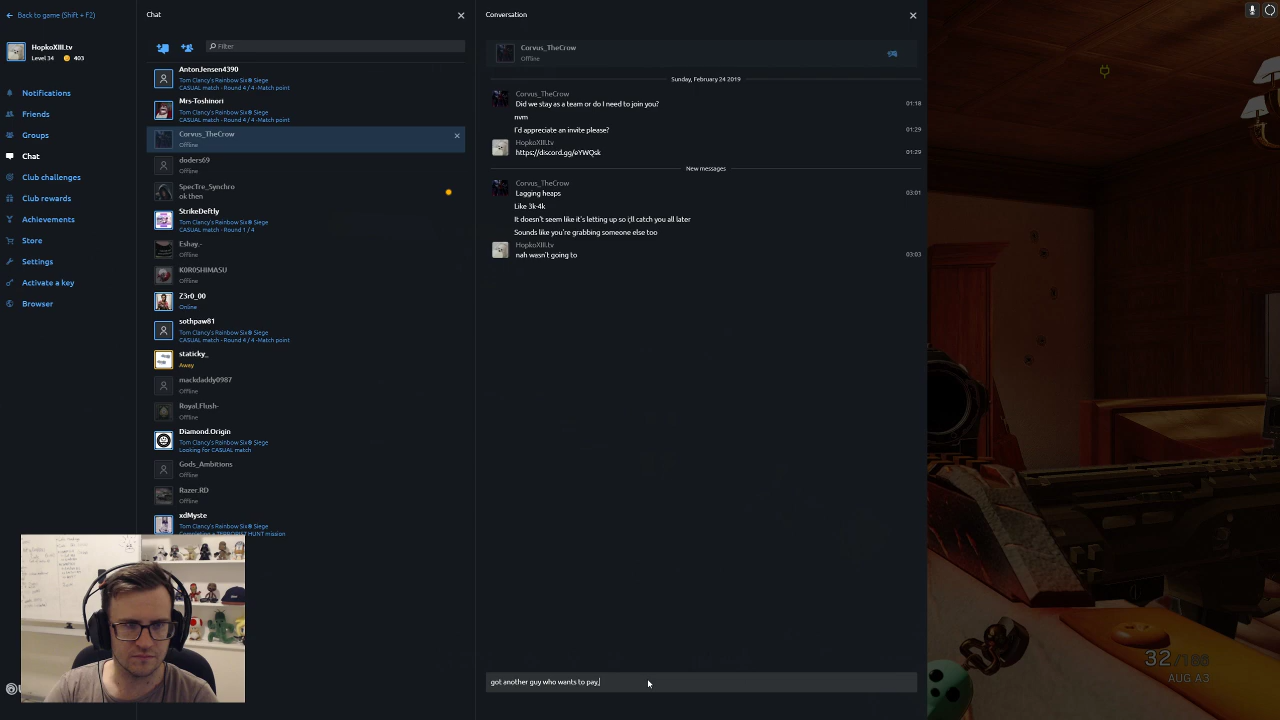 Back to game (Shift + F2)
HopkoXIII.tv
Level 34
403
Notifications
Friends
Groups
Chat
Club challenges
Club rewards
Achievements
Store
Settings
Activate a key
Browser
Chat
Filter
AntonJensen4390
Tom Clancy's Rainbow Six® Siege
CASUAL match - Round 4 / 4 - Match point
Mrs-Toshinori
Tom Clancy's Rainbow Six® Siege
CASUAL match - Round 4 / 4 -Match point
Corvus_TheCrow
Offline
doders69
Offline
SpecTre_Synchro
ok then
StrikeDeftly
Tom Clancy's Rainbow Six® Siege
CASUAL match - Round 1 / 4
Eshay.-
Offline
K0R0SHIMASU
Offline
Z3r0_00
Online
sothpaw81
Tom Clancy's Rainbow Six® Siege
CASUAL match - Round 4 / 4 -Match point
staticky_
Away
mackdaddy0987
Offline
Royal.Flush-
Offline
Diamond.Origin
Tom Clancy's Rainbow Six® Siege
Looking for CASUAL match
Gods_Ambitions
Offline
Razer.RD
Offline
xdMyste
Tom Clancy's Rainbow Six® Siege
Completing a TERRORIST HUNT mission
Conversation
Corvus_TheCrow
Offline
Sunday, February 24 2019
Corvus_TheCrow
Did we stay as a team or do I need to join you? 01:18
nvm
I'd appreciate an invite please? 01:29
HopkoXIII.tv
https://discord.gg/eYWQsk 01:29
New messages
Corvus_TheCrow
Lagging heaps 03:01
Like 3k-4k
It doesn't seem like it's letting up so i;ll catch you all later
Sounds like you're grabbing someone else too
HopkoXIII.tv
nah wasn't going to 03:03
got another guy who wants to pay,
32/186
AUG A3